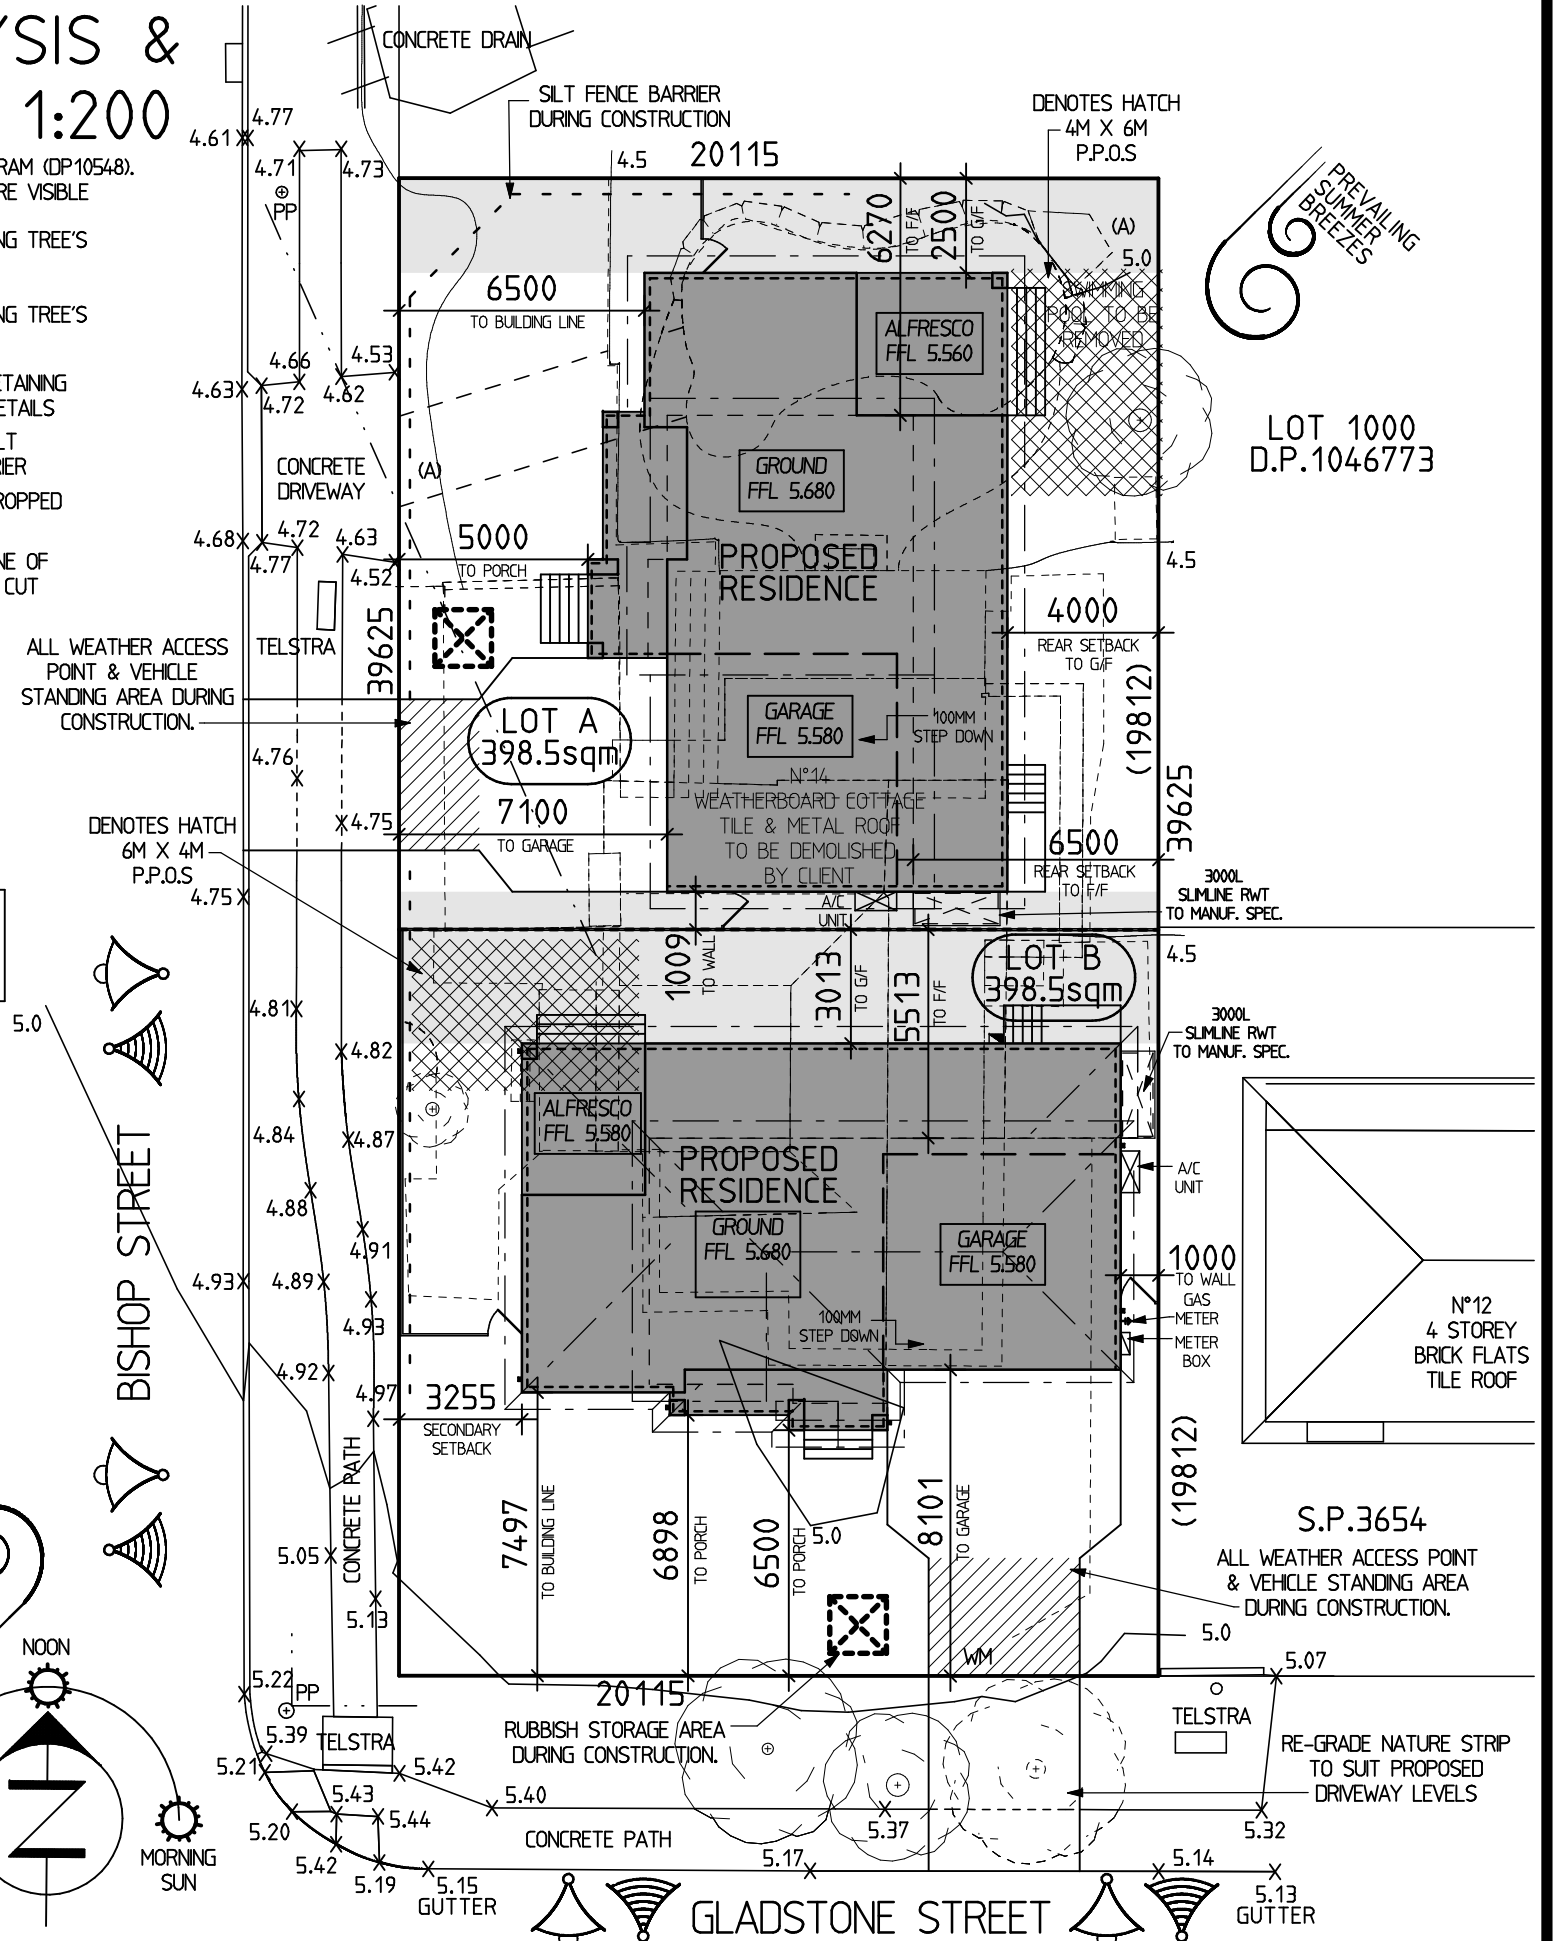 YSIS &
1:200
RAM (DP10548).
RE VISIBLE
NG TREE'S
NG TREE'S
ETAINING
ETAILS
LT
RIER
ROPPED
NE OF
CUT
CONCRETE DRAIN
SILT FENCE BARRIER
DURING CONSTRUCTION
DENOTES HATCH
4M X 6M
P.P.O.S
PREVAILING
SUMMER
BREEZES
4.77
4.61
4.71
4.73
PP
4.5
20115
6270
TO F/F
2500
TO G/F
(A)
5.0
6500
TO BUILDING LINE
SWIMMING
POOL TO BE
REMOVED
ALFRESCO
FFL 5.560
4.66
4.53
4.63
4.72
4.62
LOT 1000
D.P.1046773
CONCRETE
DRIVEWAY
(A)
GROUND
FFL 5.680
4.68
4.72
4.63
4.77
4.52
5000
TO PORCH
PROPOSED
RESIDENCE
4.5
4000
REAR SETBACK
TO G/F
39625
(19812)
ALL WEATHER ACCESS
POINT & VEHICLE
STANDING AREA DURING
CONSTRUCTION.
TELSTRA
LOT A
398.5sqm
GARAGE
FFL 5.580
100MM
STEP DOWN
4.76
N°14
WEATHERBOARD COTTAGE
TILE & METAL ROOF
TO BE DEMOLISHED
BY CLIENT
39625
7100
TO GARAGE
4.75
6500
REAR SETBACK
TO F/F
DENOTES HATCH
6M X 4M
P.P.O.S
4.75
A/C
UNIT
3000L
SLIMLINE RWT
TO MANUF. SPEC.
1009
TO WALL
3013
TO G/F
5513
TO F/F
LOT B
398.5sqm
4.5
5.0
4.81
4.82
3000L
SLIMLINE RWT
TO MANUF. SPEC.
ALFRESCO
FFL 5.580
4.84
4.87
PROPOSED
RESIDENCE
A/C
UNIT
4.88
GROUND
FFL 5.680
GARAGE
FFL 5.580
4.91
4.93
4.89
1000
TO WALL
GAS
METER
METER
BOX
BISHOP STREET
4.93
100MM
STEP DOWN
N°12
4 STOREY
BRICK FLATS
TILE ROOF
4.92
4.97
3255
SECONDARY
SETBACK
CONCRETE PATH
7497
TO BUILDING LINE
6898
TO PORCH
6500
TO PORCH
5.0
8101
TO GARAGE
(19812)
S.P.3654
ALL WEATHER ACCESS POINT
& VEHICLE STANDING AREA
DURING CONSTRUCTION.
5.05
5.13
NOON
WM
5.0
5.07
5.22
PP
20115
TELSTRA
5.39
TELSTRA
RUBBISH STORAGE AREA
DURING CONSTRUCTION.
RE-GRADE NATURE STRIP
TO SUIT PROPOSED
DRIVEWAY LEVELS
5.21
5.42
N
5.43
5.40
5.44
5.20
5.37
5.32
CONCRETE PATH
MORNING
SUN
5.42
5.19
5.15
GUTTER
5.17
5.14
5.13
GUTTER
GLADSTONE STREET